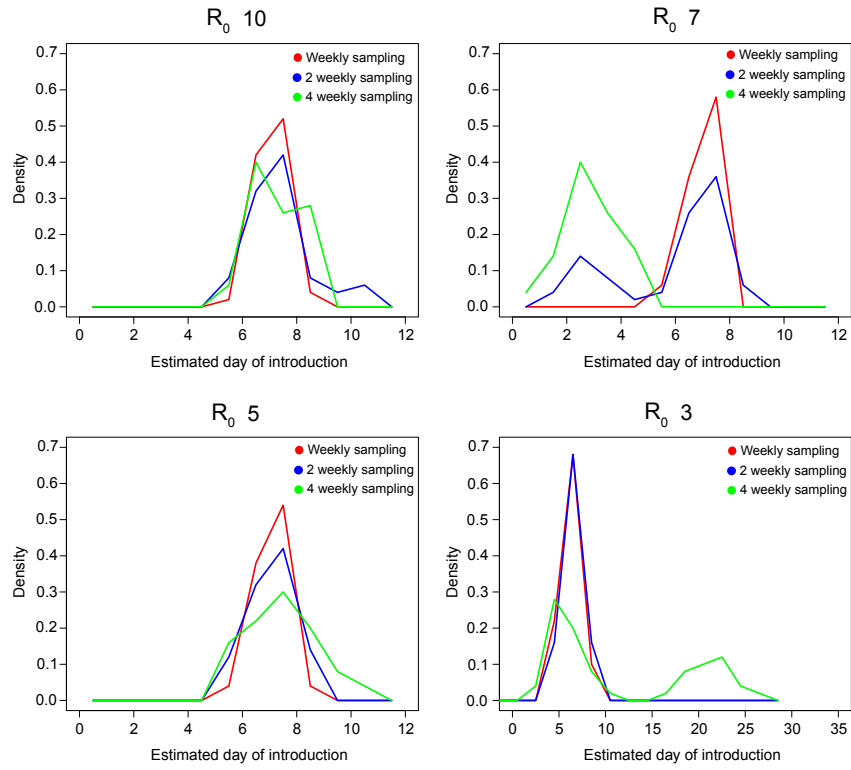 R0 10
Weekly sampling
2 weekly sampling
4 weekly sampling
Density
0.7
0.6
0.5
0.4
0.3
0.2
0.1
0.0
0 2 4 6 8 10 12
Estimated day of introduction
R0 7
Weekly sampling
2 weekly sampling
4 weekly sampling
Density
0.7
0.6
0.5
0.4
0.3
0.2
0.1
0.0
0 2 4 6 8 10 12
Estimated day of introduction
R0 5
Weekly sampling
2 weekly sampling
4 weekly sampling
Density
0.7
0.6
0.5
0.4
0.3
0.2
0.1
0.0
0 2 4 6 8 10 12
Estimated day of introduction
R0 3
Weekly sampling
2 weekly sampling
4 weekly sampling
Density
0.7
0.6
0.5
0.4
0.3
0.2
0.1
0.0
0 5 10 15 20 25 30 35
Estimated day of introduction